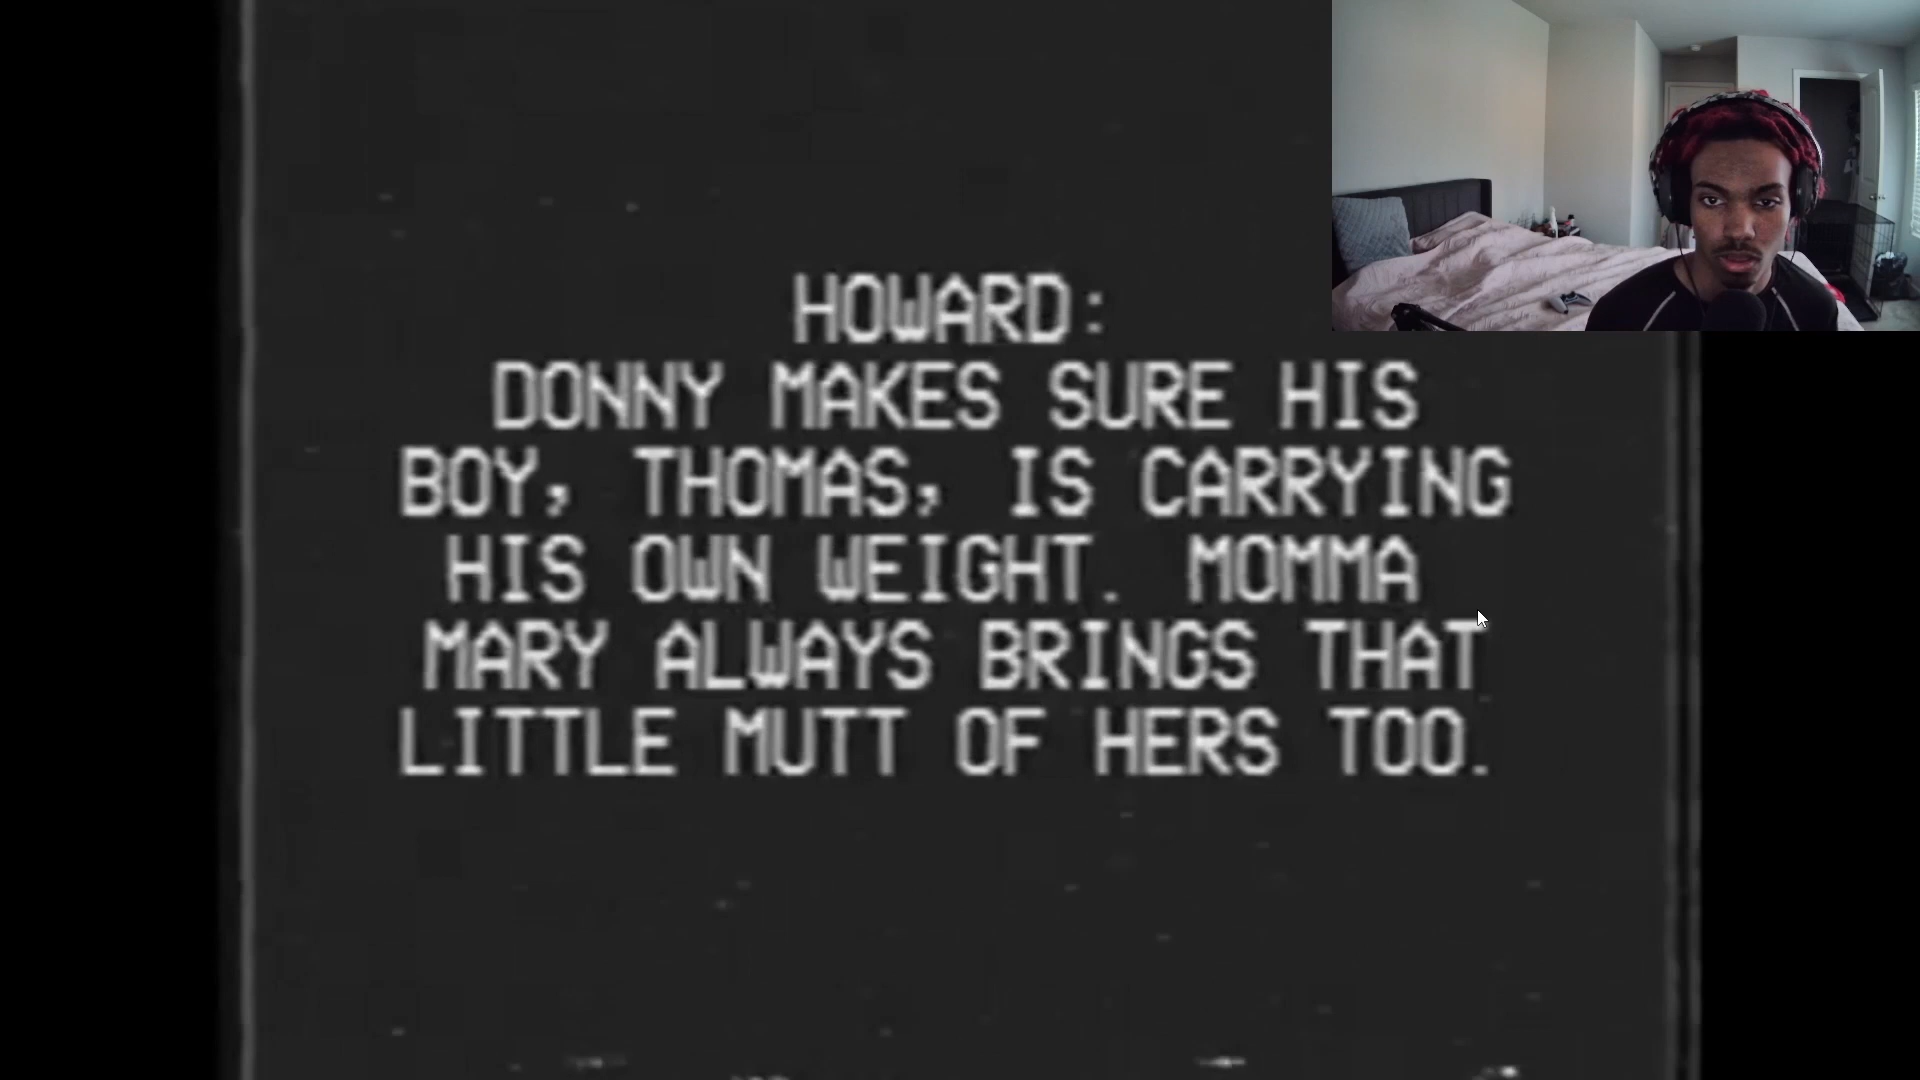 HOWARD:
DONNY MAKES SURE HIS
BOY, THOMAS, IS CARRYING
HIS OWN WEIGHT. MOMMA
MARY ALWAYS BRINGS THAT
LITTLE MUTT OF HERS TOO.